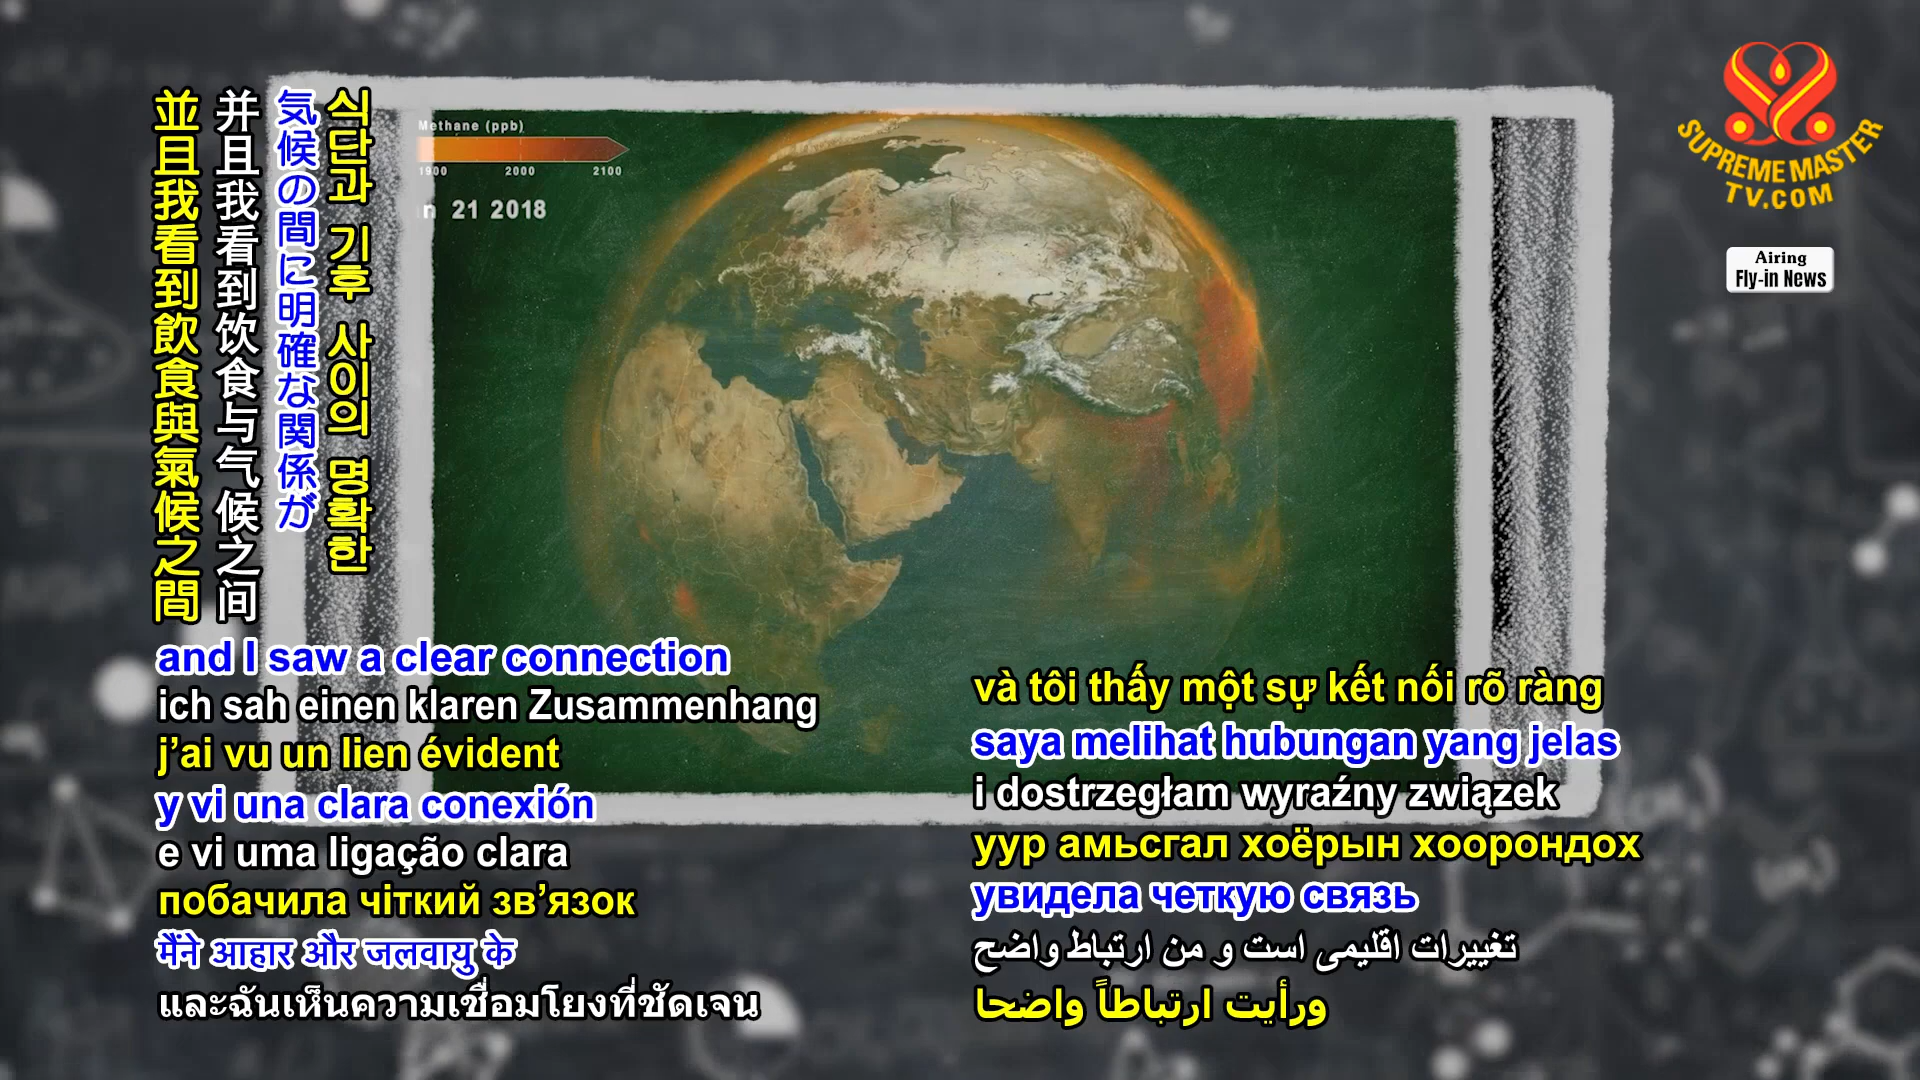 Methane (ppb)
1900 2000 2100
n 21 2018
SUPREME MASTER
TV.COM
Airing
Fly-in News
並且我看到飲食與氣候之間
并且我看到饮食与气候之间
気候の間に明確な関係が
식단과 기후 사이의 명확한
and I saw a clear connection
ich sah einen klaren Zusammenhang
j’ai vu un lien évident
y vi una clara conexión
e vi uma ligação clara
побачила чіткий зв’язок
मैंने आहार और जलवायु के
และฉันเห็นความเชื่อมโยงที่ชัดเจน
và tôi thấy một sự kết nối rõ ràng
saya melihat hubungan yang jelas
i dostrzegłam wyraźny związek
уур амьсгал хоёрын хоорондох
увидела четкую связь
تغییرات اقلیمی است و من ارتباط واضح
ورأيت ارتباطاً واضحا